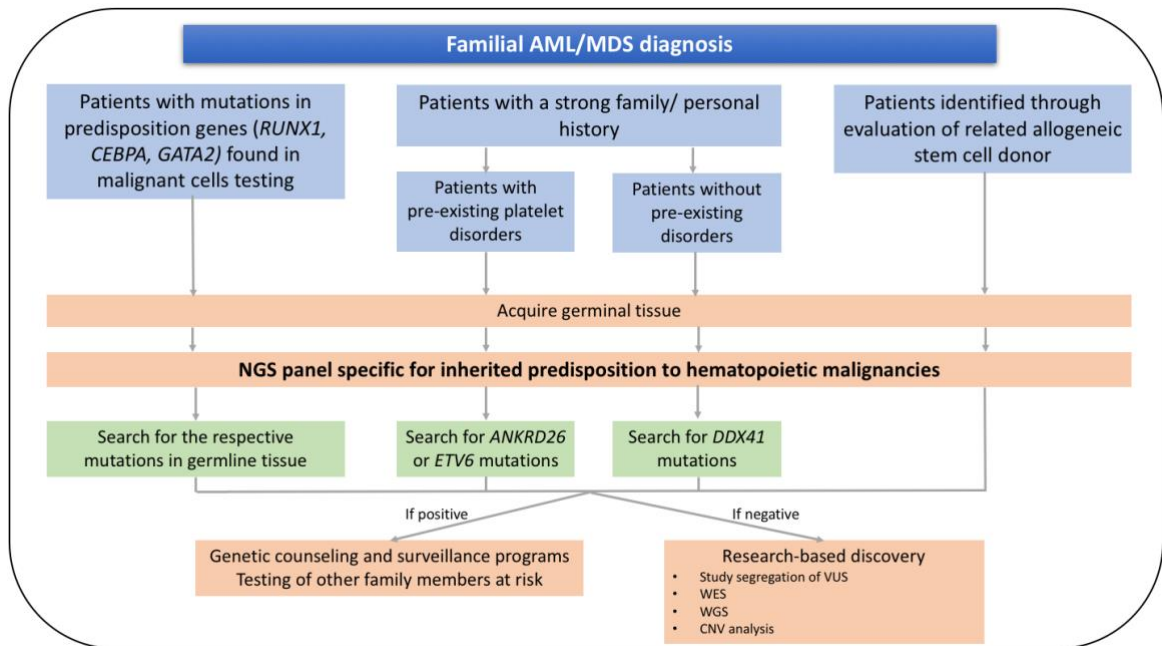 Familial AML/MDS diagnosis
Patients with mutations in
predisposition genes (RUNX1,
CEBPA, GATA2) found in
malignant cells testing
Patients with a strong family/ personal
history
Patients identified through
evaluation of related allogeneic
stem cell donor
Patients with
pre-existing platelet
disorders
Patients without
pre-existing
disorders
Acquire germinal tissue
NGS panel specific for inherited predisposition to hematopoietic malignancies
Search for the respective
mutations in germline tissue
Search for ANKRD26
or ETV6 mutations
Search for DDX41
mutations
If positive
If negative
Genetic counseling and surveillance programs
Testing of other family members at risk
Research-based discovery
• Study segregation of VUS
• WES
• WGS
• CNV analysis